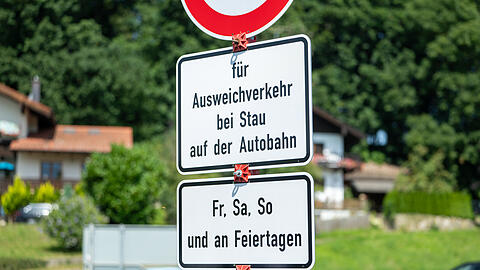 für
Ausweichverkehr
bei Stau
auf der Autobahn
Fr, Sa, So
und an Feiertagen